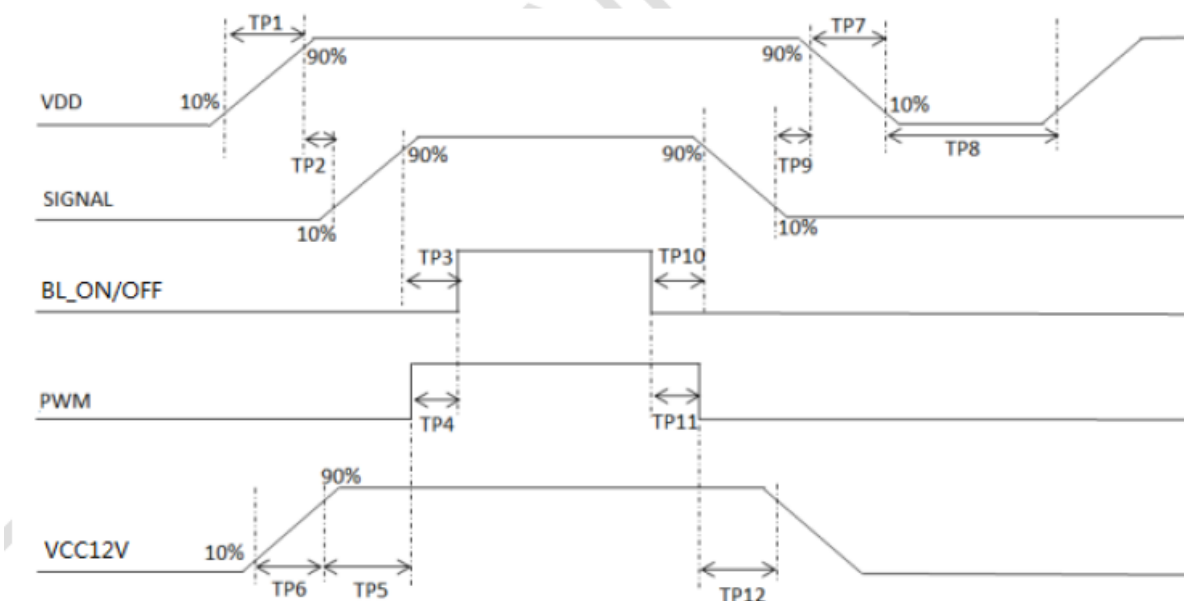 TP1
TP7
90%
90%
VDD
10%
10%
TP2
TP9
TP8
90%
90%
SIGNAL
10%
10%
TP3
TP10
BL_ON/OFF
PWM
TP4
TP11
90%
VCC12V
10%
TP6
TP5
TP12